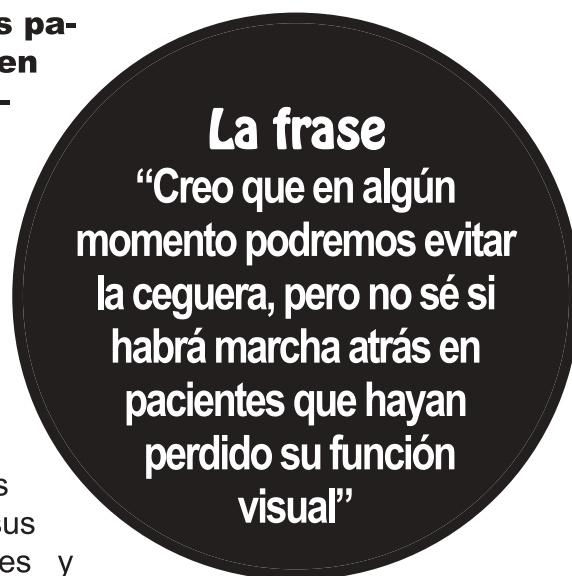 s pa-
en
-
La frase
“Creo que en algún
momento podremos evitar
la ceguera, pero no sé si
habrá marcha atrás en
pacientes que hayan
perdido su función
visual”
s
sus
es y